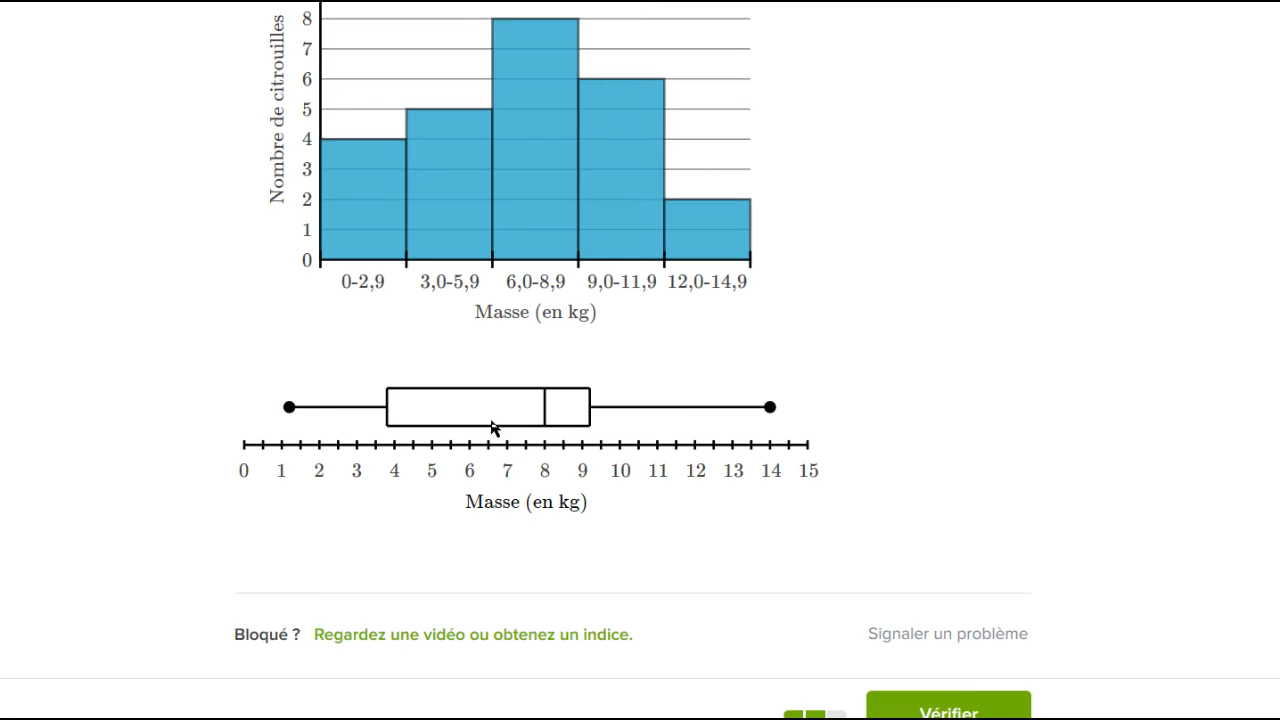 Nombre de citrouilles
8
7
6
5
4
3
2
1
0
0-2,9 3,0-5,9 6,0-8,9 9,0-11,9 12,0-14,9
Masse (en kg)
0 1 2 3 4 5 6 7 8 9 10 11 12 13 14 15
Masse (en kg)
Bloqué ? Regardez une vidéo ou obtenez un indice.
Signaler un problème
Vérifier